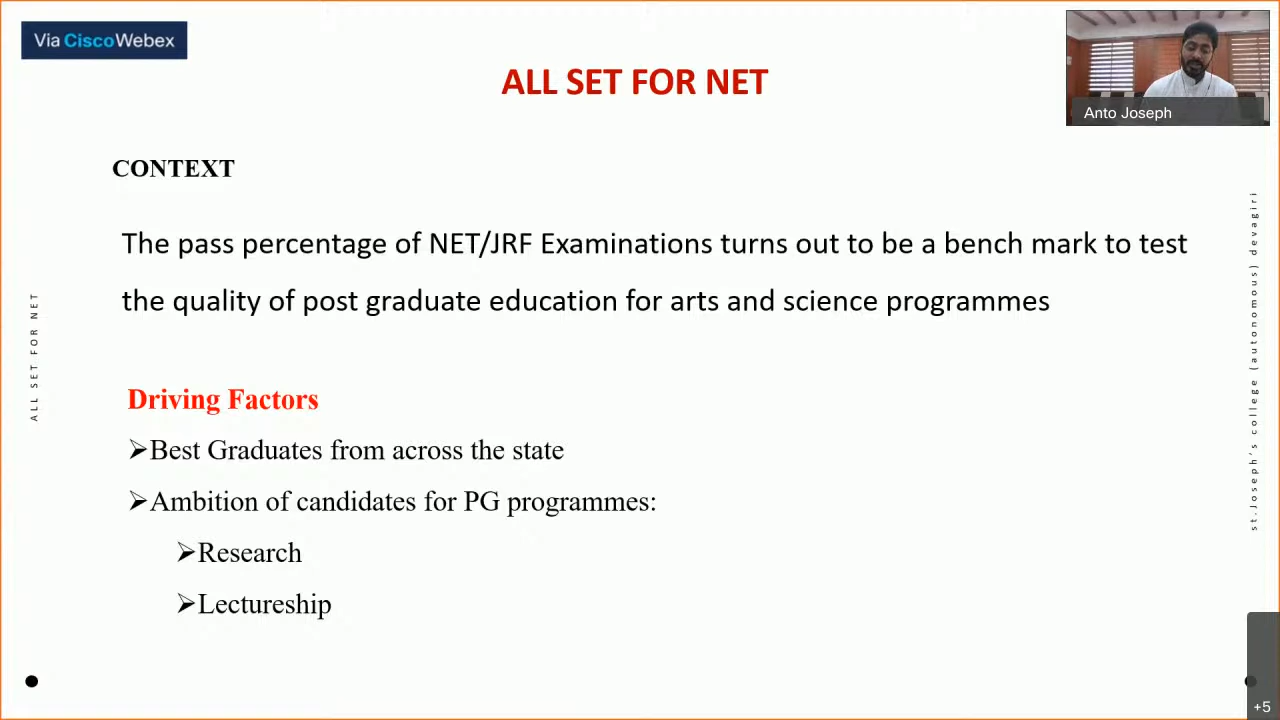 Via CiscoWebex
ALL SET FOR NET
Anto Joseph
CONTEXT
The pass percentage of NET/JRF Examinations turns out to be a bench mark to test
the quality of post graduate education for arts and science programmes
ALL SET FOR NET
st.Joseph's college (autonomous) devagiri
Driving Factors
➢Best Graduates from across the state
➢Ambition of candidates for PG programmes:
➢Research
➢Lectureship
+5